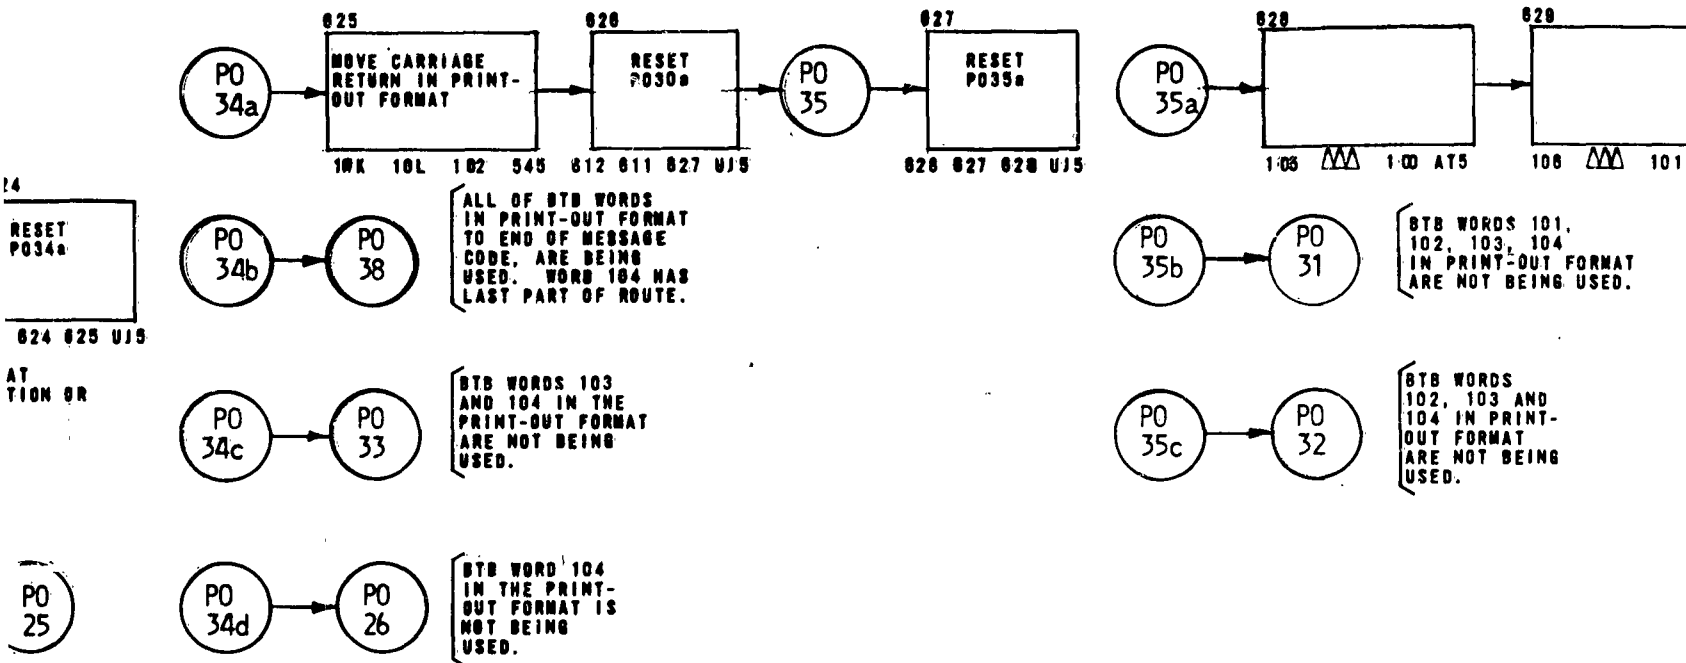 625
626
627
628
629
PO
34a
MOVE CARRIAGE
RETURN IN PRINT-
OUT FORMAT
RESET
PO30a
PO
35
RESET
PO35a
PO
35a
10L 102 545
612 611 627 UJ5
626 627 628 UJ5
105 100 AT5
106 101
24
RESET
PO34a
624 625 UJ5
AT
TION OR
PO
34b
PO
38
ALL OF BTB WORDS
IN PRINT-OUT FORMAT
TO END OF MESSAGE
CODE, ARE BEING
USED. WORD 104 HAS
LAST PART OF ROUTE.
PO
35b
PO
31
BTB WORDS 101,
102, 103, 104
IN PRINT-OUT FORMAT
ARE NOT BEING USED.
PO
34c
PO
33
BTB WORDS 103
AND 104 IN THE
PRINT-OUT FORMAT
ARE NOT BEING
USED.
PO
35c
PO
32
BTB WORDS
102, 103 AND
104 IN PRINT-
OUT FORMAT
ARE NOT BEING
USED.
PO
25
PO
34d
PO
26
BTB WORD 104
IN THE PRINT-
OUT FORMAT IS
NOT BEING
USED.